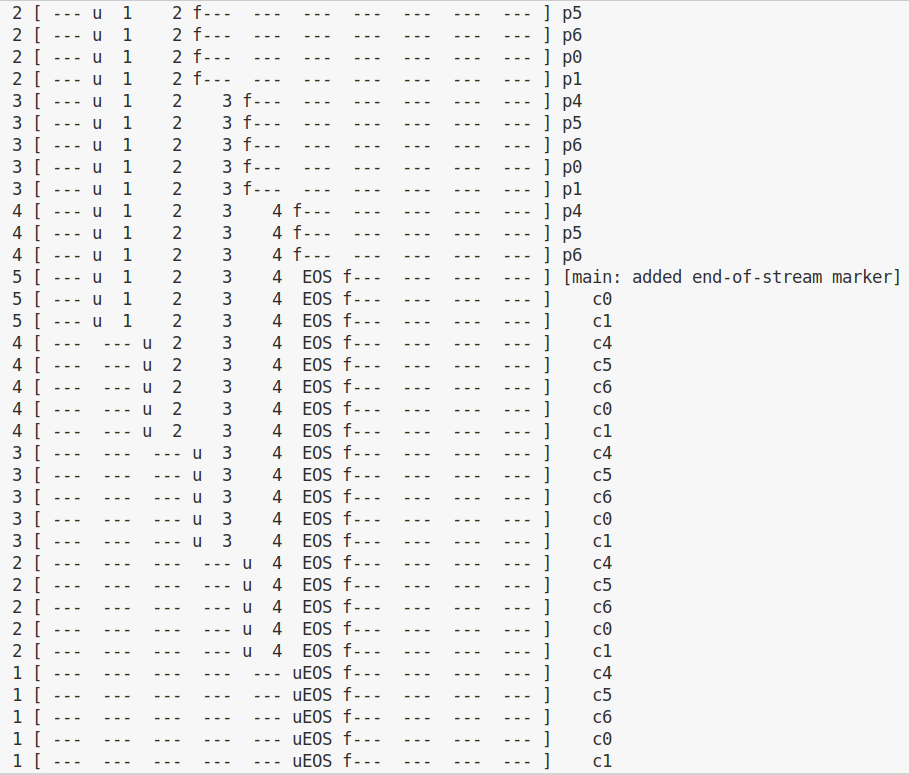 2 [ --- u 1    2 f---  ---  ---  ---  ---  ---  --- ] p5
2 [ --- u 1    2 f---  ---  ---  ---  ---  ---  --- ] p6
2 [ --- u 1    2 f---  ---  ---  ---  ---  ---  --- ] p0
2 [ --- u 1    2 f---  ---  ---  ---  ---  ---  --- ] p1
3 [ --- u 1    2    3 f---  ---  ---  ---  ---  --- ] p4
3 [ --- u 1    2    3 f---  ---  ---  ---  ---  --- ] p5
3 [ --- u 1    2    3 f---  ---  ---  ---  ---  --- ] p6
3 [ --- u 1    2    3 f---  ---  ---  ---  ---  --- ] p0
3 [ --- u 1    2    3 f---  ---  ---  ---  ---  --- ] p1
4 [ --- u 1    2    3    4 f---  ---  ---  ---  --- ] p4
4 [ --- u 1    2    3    4 f---  ---  ---  ---  --- ] p5
4 [ --- u 1    2    3    4 f---  ---  ---  ---  --- ] p6
5 [ --- u 1    2    3    4  EOS f---  ---  ---  --- ] [main: added end-of-stream marker]
5 [ --- u 1    2    3    4  EOS f---  ---  ---  --- ]    c0
5 [ --- u 1    2    3    4  EOS f---  ---  ---  --- ]    c1
4 [ ---  --- u 2    3    4  EOS f---  ---  ---  --- ]    c4
4 [ ---  --- u 2    3    4  EOS f---  ---  ---  --- ]    c5
4 [ ---  --- u 2    3    4  EOS f---  ---  ---  --- ]    c6
4 [ ---  --- u 2    3    4  EOS f---  ---  ---  --- ]    c0
4 [ ---  --- u 2    3    4  EOS f---  ---  ---  --- ]    c1
3 [ ---  ---  --- u 3    4  EOS f---  ---  ---  --- ]    c4
3 [ ---  ---  --- u 3    4  EOS f---  ---  ---  --- ]    c5
3 [ ---  ---  --- u 3    4  EOS f---  ---  ---  --- ]    c6
3 [ ---  ---  --- u 3    4  EOS f---  ---  ---  --- ]    c0
3 [ ---  ---  --- u 3    4  EOS f---  ---  ---  --- ]    c1
2 [ ---  ---  ---  --- u 4  EOS f---  ---  ---  --- ]    c4
2 [ ---  ---  ---  --- u 4  EOS f---  ---  ---  --- ]    c5
2 [ ---  ---  ---  --- u 4  EOS f---  ---  ---  --- ]    c6
2 [ ---  ---  ---  --- u 4  EOS f---  ---  ---  --- ]    c0
2 [ ---  ---  ---  --- u 4  EOS f---  ---  ---  --- ]    c1
1 [ ---  ---  ---  ---  --- uEOS f---  ---  ---  --- ]    c4
1 [ ---  ---  ---  ---  --- uEOS f---  ---  ---  --- ]    c5
1 [ ---  ---  ---  ---  --- uEOS f---  ---  ---  --- ]    c6
1 [ ---  ---  ---  ---  --- uEOS f---  ---  ---  --- ]    c0
1 [ ---  ---  ---  ---  --- uEOS f---  ---  ---  --- ]    c1